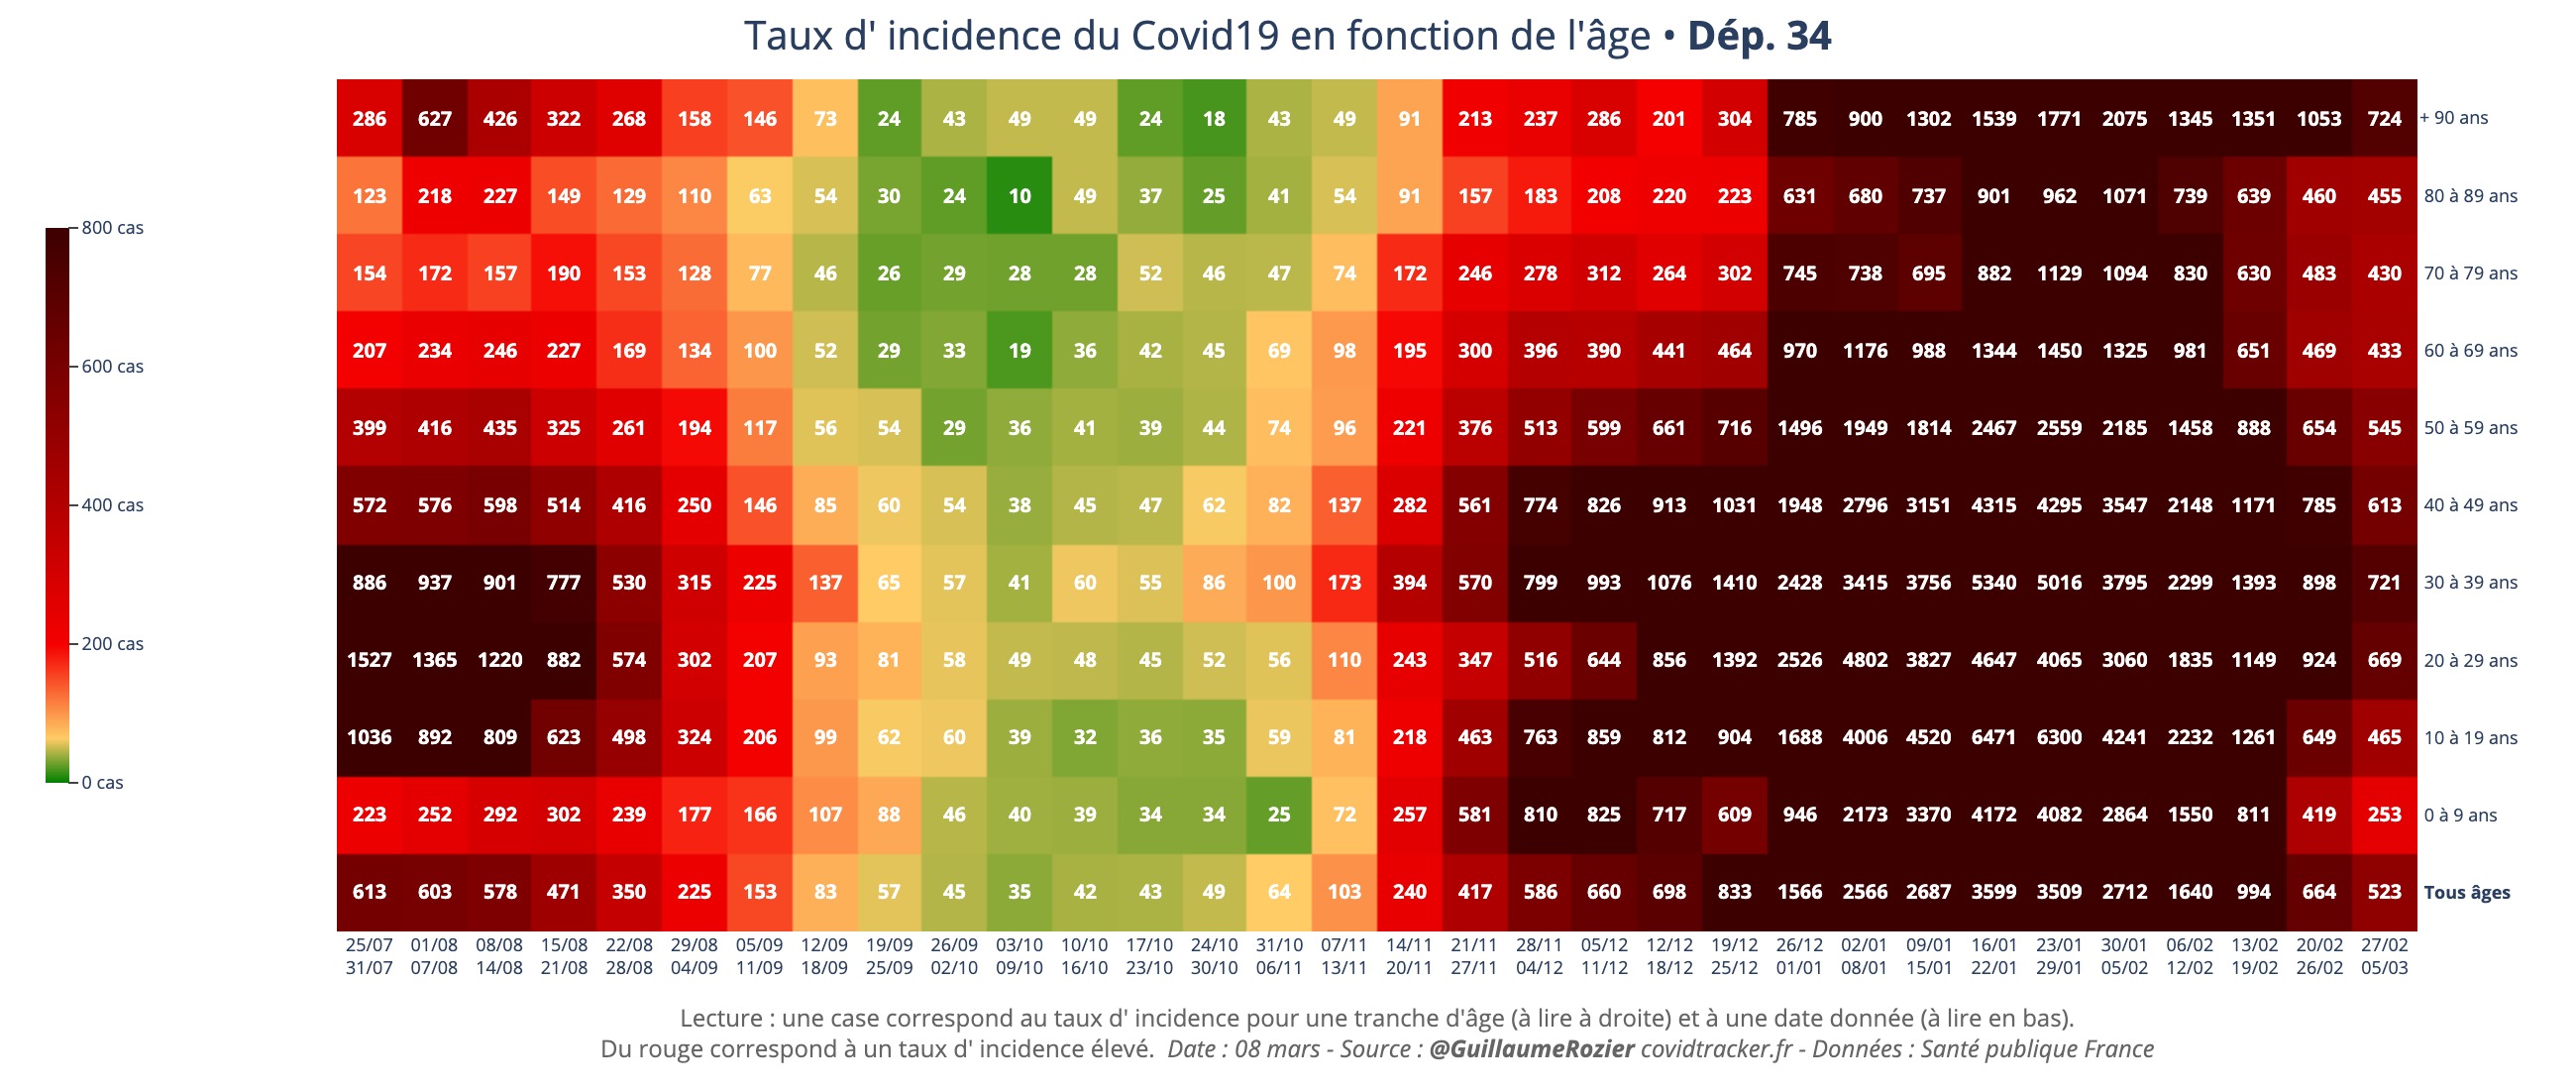 Taux d' incidence du Covid19 en fonction de l'âge • Dép. 34
800 cas
600 cas
400 cas
200 cas
0 cas
286 627 426 322 268 158 146 73 24 43 49 49 24 18 43 49 91 213 237 286 201 304 785 900 1302 1539 1771 2075 1345 1351 1053 724 + 90 ans
123 218 227 149 129 110 63 54 30 24 10 49 37 25 41 54 91 157 183 208 220 223 631 680 737 901 962 1071 739 639 460 455 80 à 89 ans
154 172 157 190 153 128 77 46 26 29 28 28 52 46 47 74 172 246 278 312 264 302 745 738 695 882 1129 1094 830 630 483 430 70 à 79 ans
207 234 246 227 169 134 100 52 29 33 19 36 42 45 69 98 195 300 396 390 441 464 970 1176 988 1344 1450 1325 981 651 469 433 60 à 69 ans
399 416 435 325 261 194 117 56 54 29 36 41 39 44 74 96 221 376 513 599 661 716 1496 1949 1814 2467 2559 2185 1458 888 654 545 50 à 59 ans
572 576 598 514 416 250 146 85 60 54 38 45 47 62 82 137 282 561 774 826 913 1031 1948 2796 3151 4315 4295 3547 2148 1171 785 613 40 à 49 ans
886 937 901 777 530 315 225 137 65 57 41 60 55 86 100 173 394 570 799 993 1076 1410 2428 3415 3756 5340 5016 3795 2299 1393 898 721 30 à 39 ans
1527 1365 1220 882 574 302 207 93 81 58 49 48 45 52 56 110 243 347 516 644 856 1392 2526 4802 3827 4647 4065 3060 1835 1149 924 669 20 à 29 ans
1036 892 809 623 498 324 206 99 62 60 39 32 36 35 59 81 218 463 763 859 812 904 1688 4006 4520 6471 6300 4241 2232 1261 649 465 10 à 19 ans
223 252 292 302 239 177 166 107 88 46 40 39 34 34 25 72 257 581 810 825 717 609 946 2173 3370 4172 4082 2864 1550 811 419 253 0 à 9 ans
613 603 578 471 350 225 153 83 57 45 35 42 43 49 64 103 240 417 586 660 698 833 1566 2566 2687 3599 3509 2712 1640 994 664 523 Tous âges
25/07 01/08 08/08 15/08 22/08 29/08 05/09 12/09 19/09 26/09 03/10 10/10 17/10 24/10 31/10 07/11 14/11 21/11 28/11 05/12 12/12 19/12 26/12 02/01 09/01 16/01 23/01 30/01 06/02 13/02 20/02 27/02
31/07 07/08 14/08 21/08 28/08 04/09 11/09 18/09 25/09 02/10 09/10 16/10 23/10 30/10 06/11 13/11 20/11 27/11 04/12 11/12 18/12 25/12 01/01 08/01 15/01 22/01 29/01 05/02 12/02 19/02 26/02 05/03
Lecture : une case correspond au taux d' incidence pour une tranche d'âge (à lire à droite) et à une date donnée (à lire en bas).
Du rouge correspond à un taux d' incidence élevé. Date : 08 mars - Source : @GuillaumeRozier covidtracker.fr - Données : Santé publique France